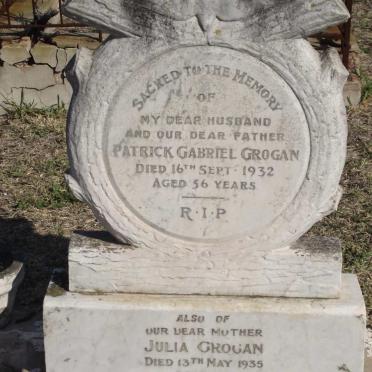 SACRED TO THE MEMORY
OF
MY DEAR HUSBAND
AND OUR DEAR FATHER
PATRICK GABRIEL GROGAN
DIED 16TH SEPT. 1932
AGED 56 YEARS
R.I.P
ALSO OF
OUR DEAR MOTHER
JULIA GROGAN
DIED 13TH MAY 1935